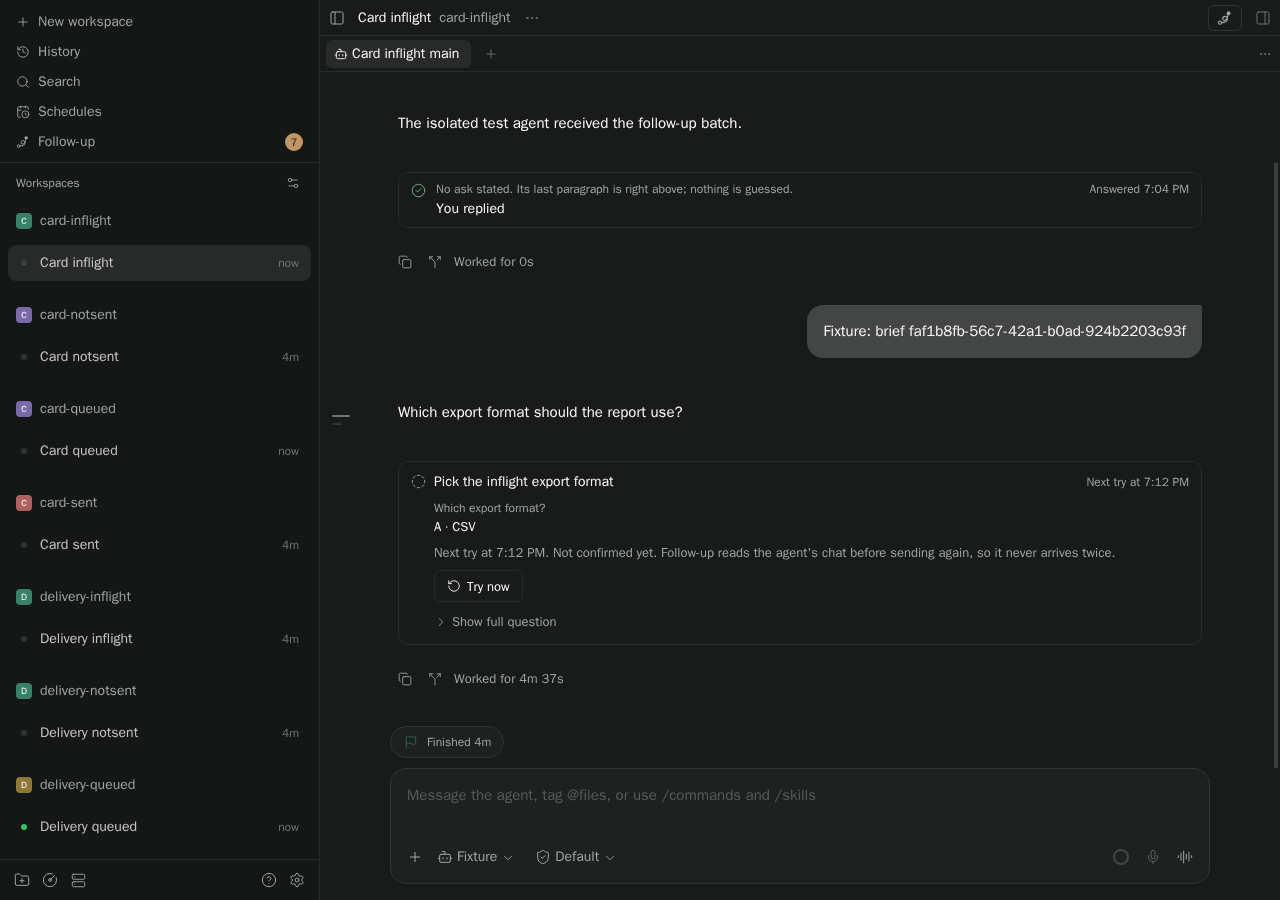 New workspace
History
Search
Schedules
Follow-up 7
Workspaces
C card-inflight
Card inflight now
C card-notsent
Card notsent 4m
C card-queued
Card queued now
C card-sent
Card sent 4m
D delivery-inflight
Delivery inflight 4m
D delivery-notsent
Delivery notsent 4m
D delivery-queued
Delivery queued now
Card inflight card-inflight
Card inflight main
The isolated test agent received the follow-up batch.
No ask stated. Its last paragraph is right above; nothing is guessed. Answered 7:04 PM
You replied
Worked for 0s
Fixture: brief faf1b8fb-56c7-42a1-b0ad-924b2203c93f
Which export format should the report use?
Pick the inflight export format Next try at 7:12 PM
Which export format?
A · CSV
Next try at 7:12 PM. Not confirmed yet. Follow-up reads the agent's chat before sending again, so it never arrives twice.
Try now
Show full question
Worked for 4m 37s
Finished 4m
Message the agent, tag @files, or use /commands and /skills
Fixture Default